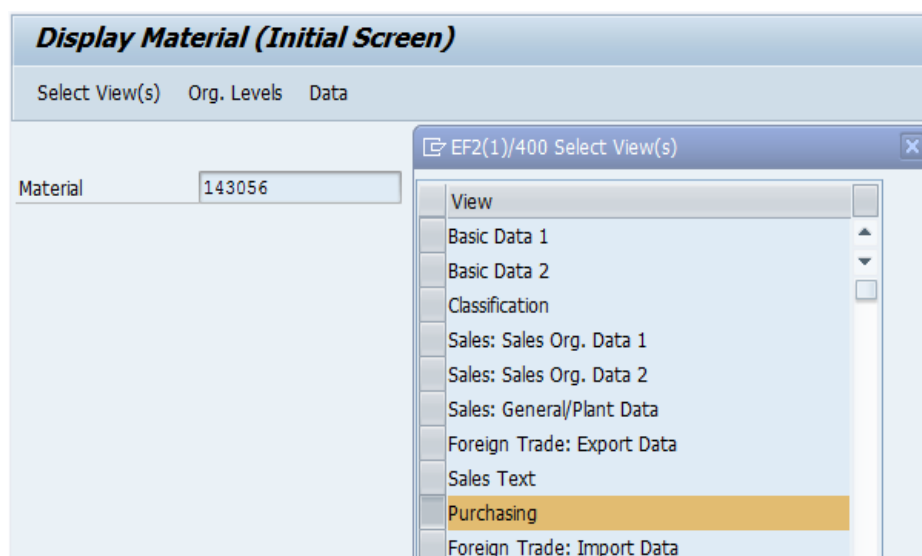 Display Material (Initial Screen)
Select View(s) Org. Levels Data
EF2(1)/400 Select View(s)
Material 143056
View
Basic Data 1
Basic Data 2
Classification
Sales: Sales Org. Data 1
Sales: Sales Org. Data 2
Sales: General/Plant Data
Foreign Trade: Export Data
Sales Text
Purchasing
Foreign Trade: Import Data